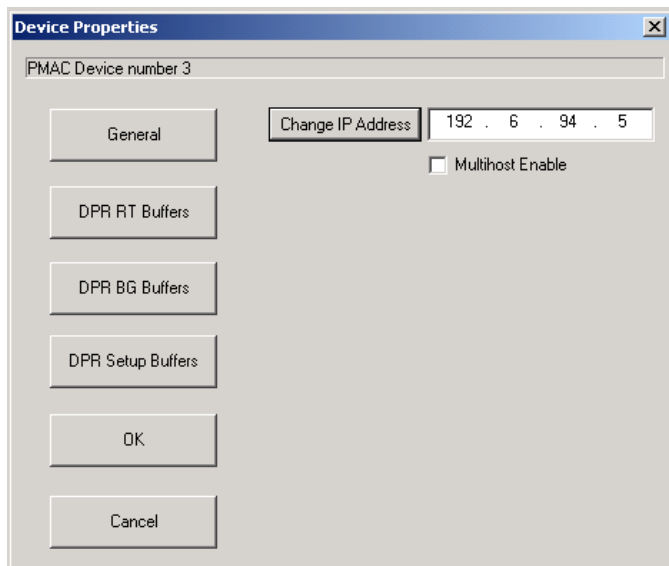 Device Properties
PMAC Device number 3
General
Change IP Address 192 . 6 . 94 . 5
Multihost Enable
DPR RT Buffers
DPR BG Buffers
DPR Setup Buffers
OK
Cancel